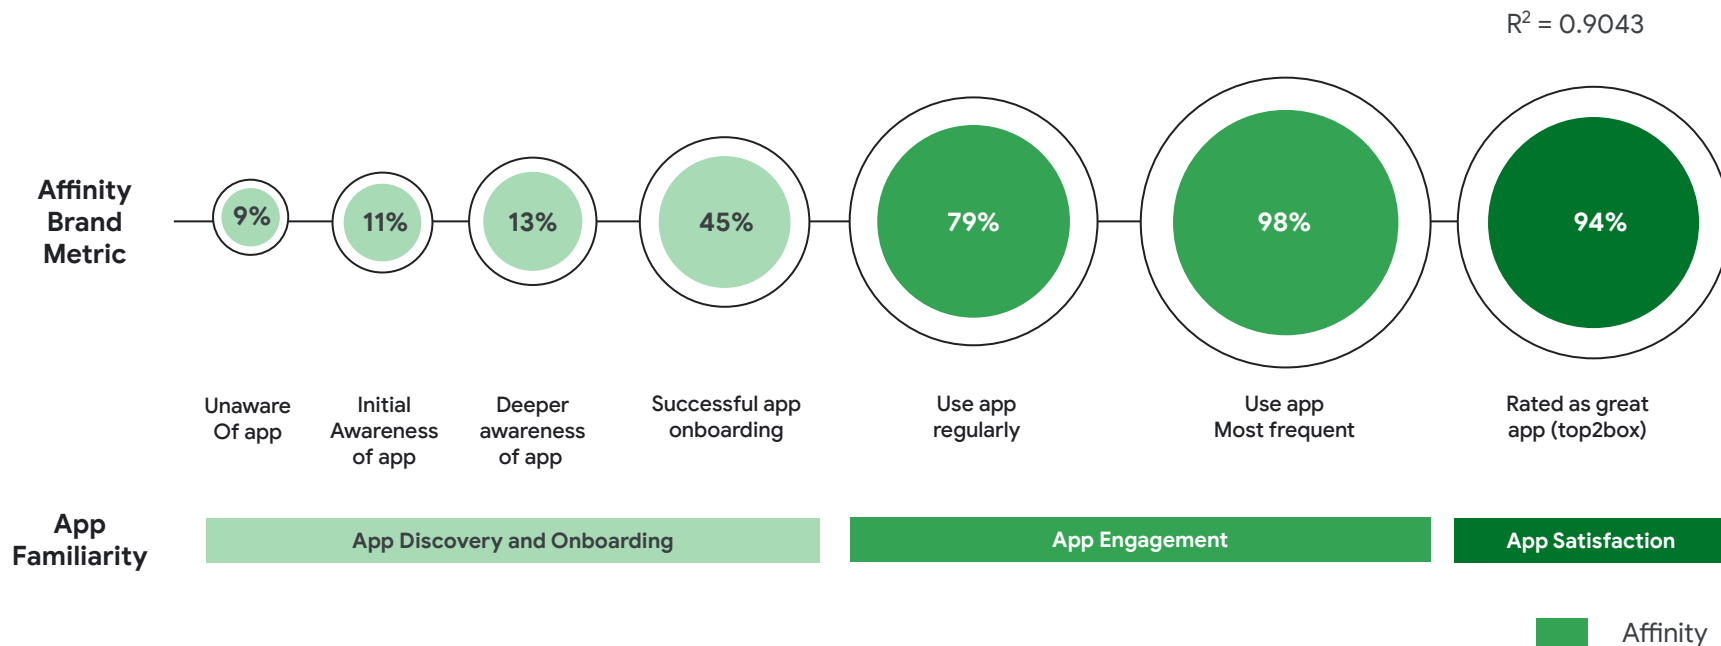 R² = 0.9043
Affinity
Brand
Metric
9%
11%
13%
45%
79%
98%
94%
Unaware
Of app
Initial
Awareness
of app
Deeper
awareness
of app
Successful app
onboarding
Use app
regularly
Use app
Most frequent
Rated as great
app (top2box)
App
Familiarity
App Discovery and Onboarding
App Engagement
App Satisfaction
Affinity